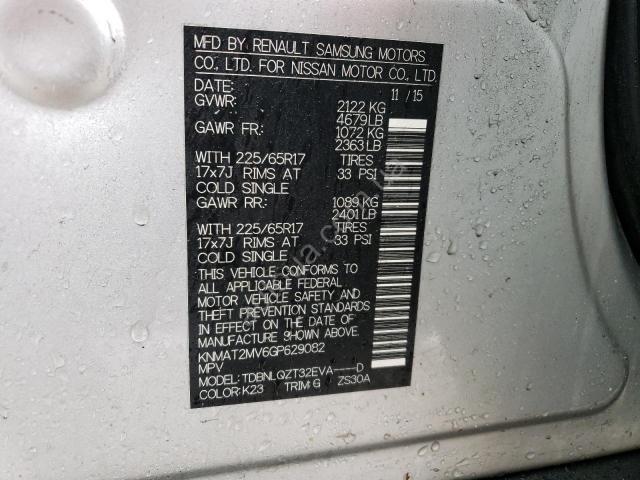 MFD BY RENAULT SAMSUNG MOTORS
CO., LTD. FOR NISSAN MOTOR CO., LTD.
DATE: 11 / 15
GVWR: 2122 KG
4679 LB
GAWR FR: 1072 KG
2363 LB
WITH 225/65R17 TIRES
17x7J RIMS AT 33 PSI
COLD SINGLE
GAWR RR: 1089 KG
2401 LB
WITH 225/65R17 TIRES
17x7J RIMS AT 33 PSI
COLD SINGLE
THIS VEHICLE CONFORMS TO
ALL APPLICABLE FEDERAL
MOTOR VEHICLE SAFETY AND
THEFT PREVENTION STANDARDS
IN EFFECT ON THE DATE OF
MANUFACTURE SHOWN ABOVE.
KNMAT2MV6GP629082
MPV
MODEL: TDBNLQZT32EVA----D
COLOR: K23 TRIM: G ZS30A